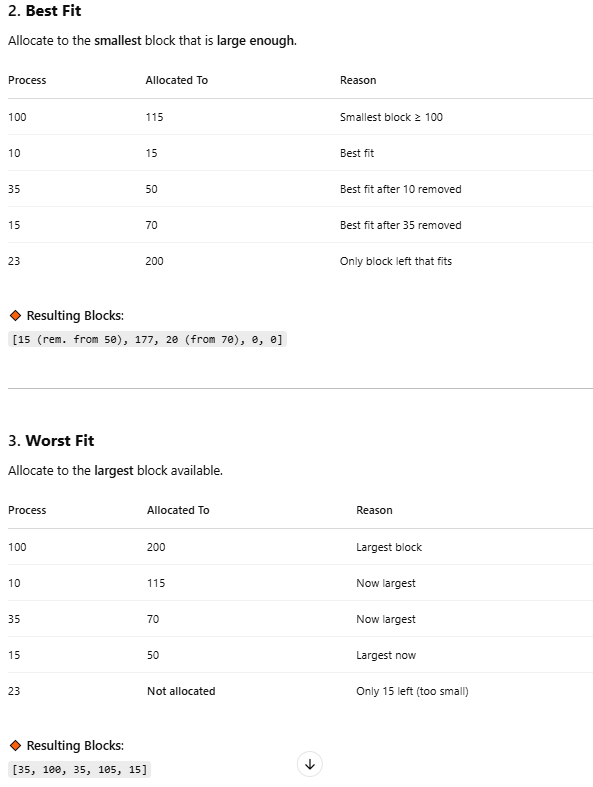 2. Best Fit
Allocate to the smallest block that is large enough.
Process Allocated To Reason
100 115 Smallest block ≥ 100
10 15 Best fit
35 50 Best fit after 10 removed
15 70 Best fit after 35 removed
23 200 Only block left that fits
Resulting Blocks:
[15 (rem. from 50), 177, 20 (from 70), 0, 0]
3. Worst Fit
Allocate to the largest block available.
Process Allocated To Reason
100 200 Largest block
10 115 Now largest
35 70 Now largest
15 50 Largest now
23 Not allocated Only 15 left (too small)
Resulting Blocks:
[35, 100, 35, 105, 15]